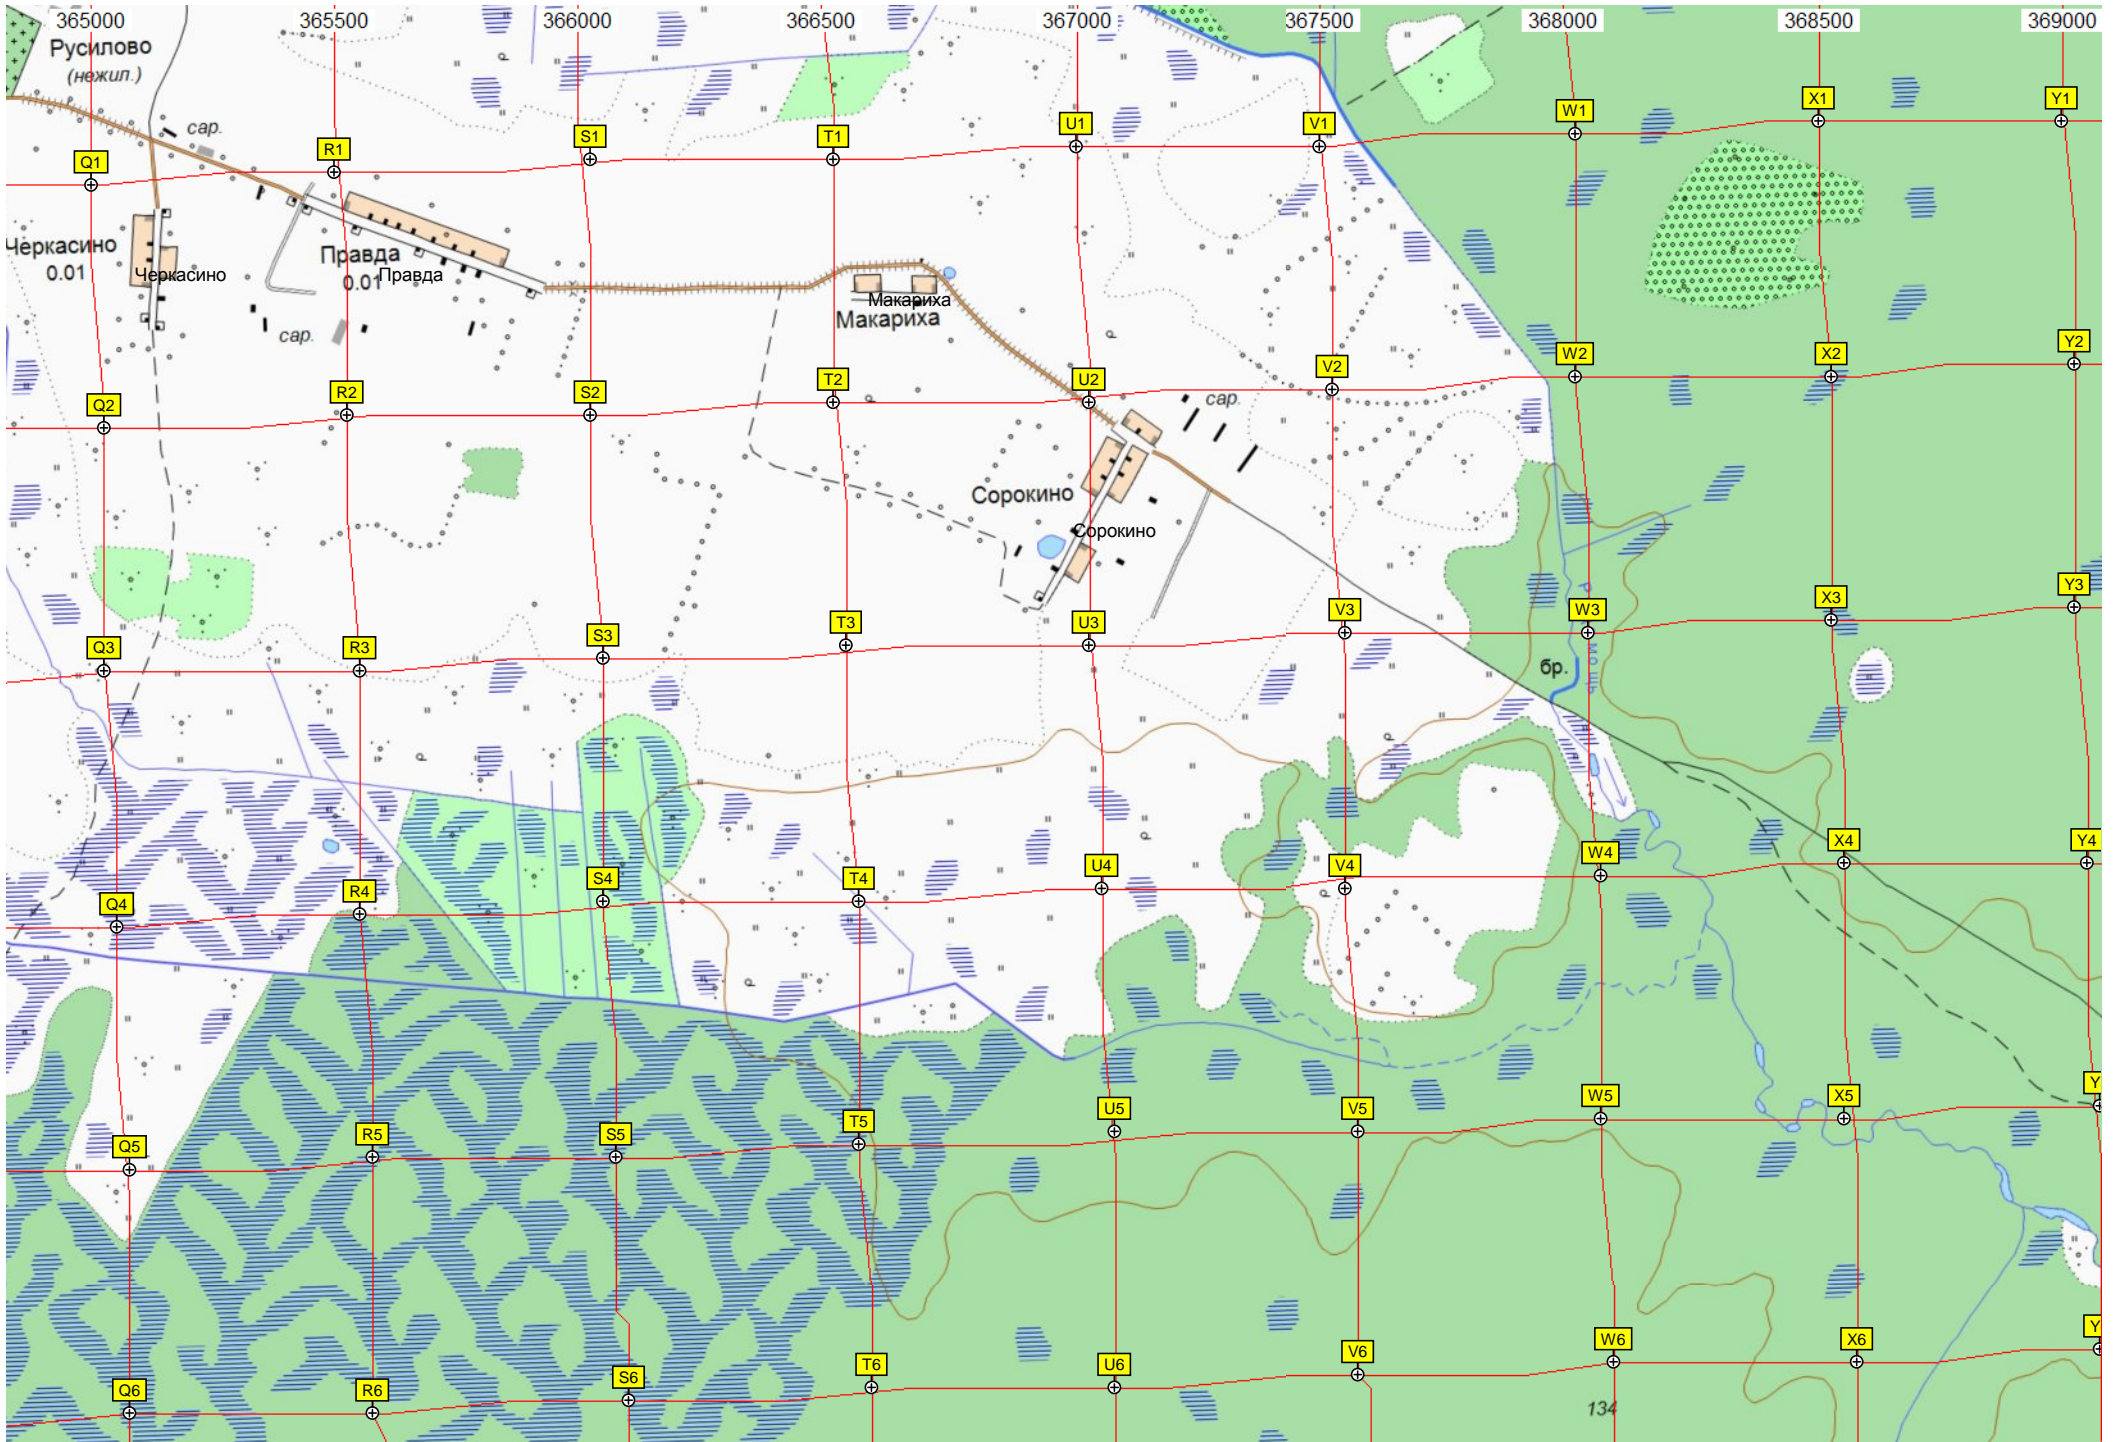 365000 365500 366000 366500 367000 367500 368000 368500 369000
Русилово
(нежил.)
сар.
Q1 R1 S1 T1 U1 V1 W1 X1 Y1
Черкасино
0.01
Черкасино
Правда
0.01
Правда
сар.
Макариха
Макариха
Q2 R2 S2 T2 U2 V2 W2 X2 Y2
сар.
Сорокино
Сорокино
Q3 R3 S3 T3 U3 V3 W3 X3 Y3
бр.
Q4 R4 S4 T4 U4 V4 W4 X4 Y4
Q5 R5 S5 T5 U5 V5 W5 X5 Y
Q6 R6 S6 T6 U6 V6 W6 X6 Y
134